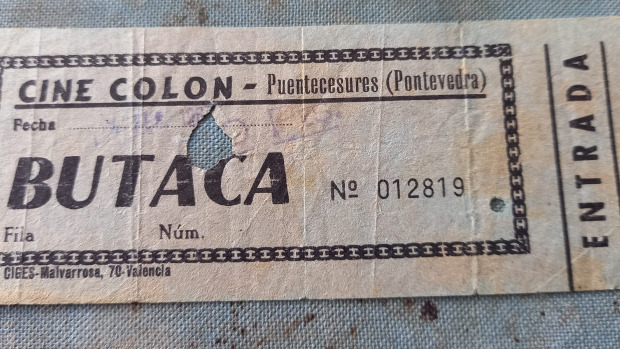 CINE COLON - Puentecesures (Pontevedra)
Fecha
BUTACA
Nº 012819
Fila Núm.
CIGES-Malvarrosa, 70-Valencia
ENTRADA